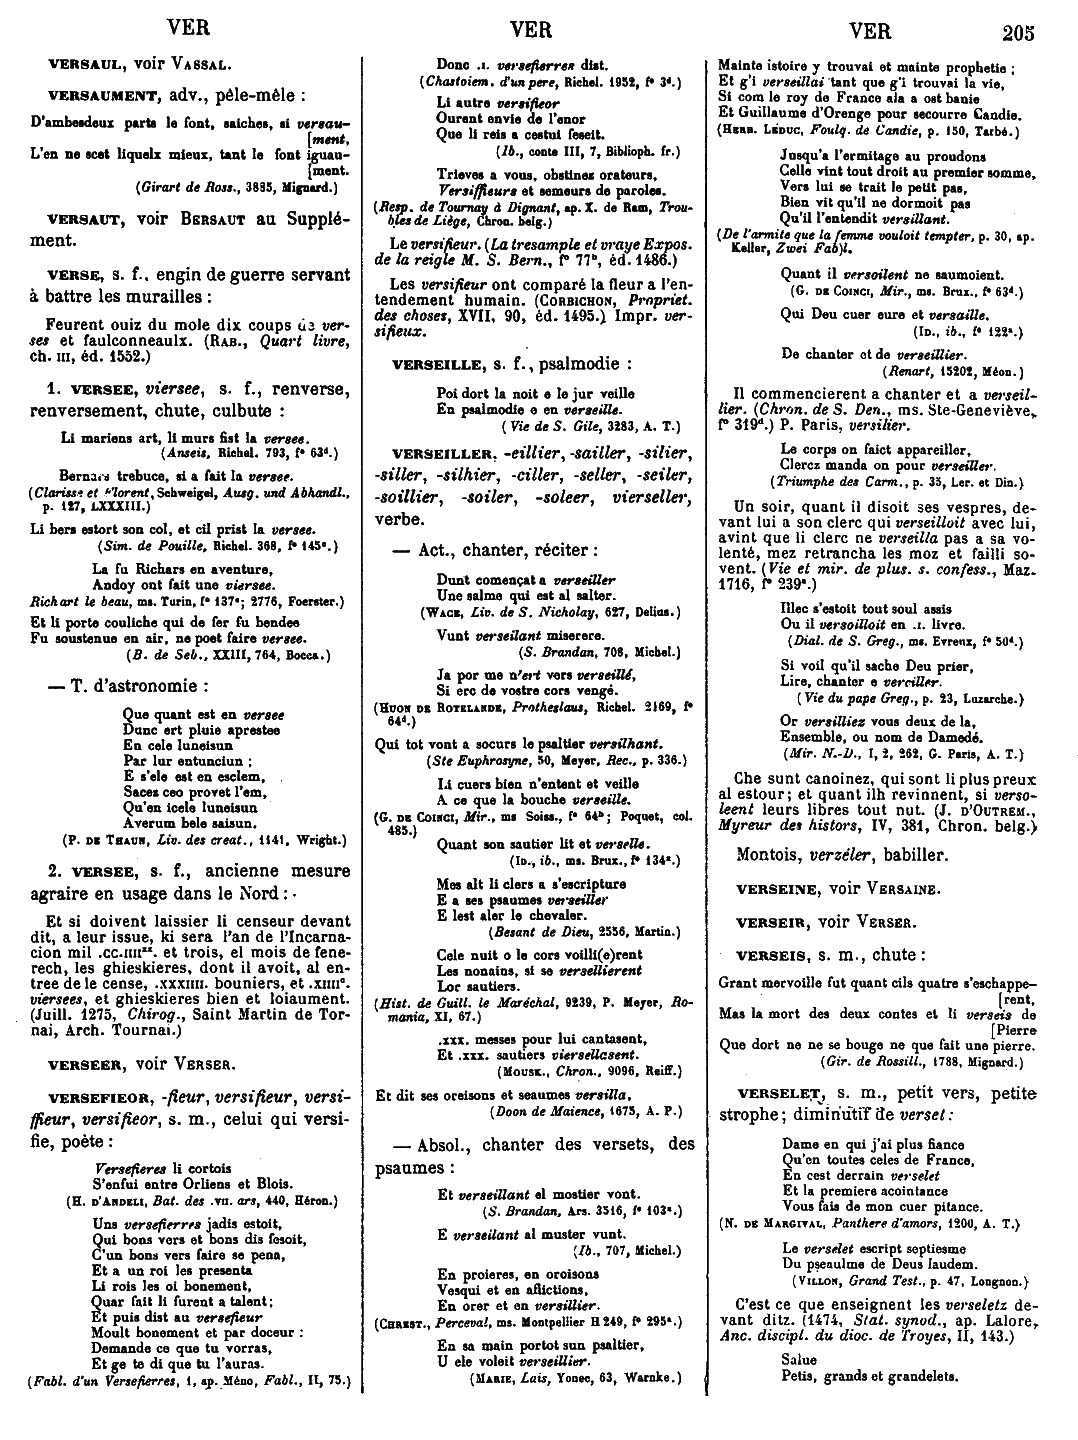 VER
VER
VER
205
VERSAUL, voir VASSAL.
VERSAUMENT, adv., pêle-mêle :
D'ambesdeux parts le font, saiches, si versau-
[ment,
L'en ne scet liquelx mieux, tant le font iguau-
[ment.
(Girart de Ross., 3885, Mignard.)
VERSAUT, voir BERSAUT au Supplé-
ment.
VERSE, s. f., engin de guerre servant
à battre les murailles :
Feurent ouiz du mole dix coups de ver-
ses et faulconneaulx. (RAB., Quart livre,
ch. III, éd. 1552.)
1. VERSEE, viersee, s. f., renverse,
renversement, chute, culbute :
Li mariens art, li murs fist la versee.
(Anseis, Richel. 793, f° 63d.)
Bernars trebuce, si a fait la versee.
(Clarisse et Florent, Schweigel, Ausg. und Abhandl.,
p. 127, LXXXIII.)
Li bers estort son col, et cil prist la versee.
(Sim. de Pouille, Richel. 368, f° 145a.)
La fu Richars en aventure,
Andoy ont fait une viersee.
Richart le beau, ms. Turin, f° 137c; 2776, Foerster.)
Et li porte couliche qui de fer fu bendee
Fu soustenue en air, ne poet faire versee.
(B. de Seb., XXIII, 764, Bocca.)
— T. d'astronomie :
Que quant est en versee
Dunc ert pluie aprestee
En cele luneisun
Par lur entunciun ;
E s'ele est en esclem,
Saces ceo provet l'em,
Qu'en icele luneisun
Averum bele saisun.
(P. DE THAUN, Liv. des creat., 1141, Wright.)
2. VERSEE, s. f., ancienne mesure
agraire en usage dans le Nord :
Et si doivent laissier li censeur devant
dit, a leur issue, ki sera l'an de l'Incarna-
cion mil .CC.IIIIxx. et trois, el mois de fene-
rech, les ghieskieres, dont il avoit, al en-
tree de le cense, .XXXIIII. bouniers, et .XIIIIc.
viersees, et ghieskieres bien et loiaument.
(Juill. 1275, Chirog., Saint Martin de Tor-
nai, Arch. Tournai.)
VERSEER, voir VERSER.
VERSEFIEOR, -fieur, versifieur, versi-
ffieur, versifieor, s. m., celui qui versi-
fie, poète :
Versefieres li cortois
S'enfui entre Orliens et Blois.
(H. D'ANDELI, Bat. des .VII. ars, 440, Héron.)
Uns versefierres jadis estoit,
Qui bons vers et bons dis fesoit,
C'un bons vers faire se pena,
Et a un roi les presenta
Li rois les oi bonement,
Quar fait li furent a talent;
Et puis dist au versefieur
Moult bonement et par doceur :
Demande ce que tu vorras,
Et ge te di que tu l'auras.
(Fabl. d'un Versefierres, 1, ap. Méno, Fabl., II, 75.)
Donc .I. versefierres dist.
(Chastoiem. d'un pere, Richel. 1952, f° 3d.)
Li autre versifieor
Ourent envie de l'enor
Que li reis a cestui feseit.
(Ib., conte III, 7, Biblioph. fr.)
Trieves a vous, obstinez orateurs,
Versiffieurs et semeurs de paroles.
(Resp. de Tournay à Dignant, ap. X. de Ram, Trou-
bles de Liège, Chron. belg.)
Le versifieur. (La tresample et vraye Expos.
de la reigle M. S. Bern., f° 77b, éd. 1486.)
Les versifieur ont comparé la fleur a l'en-
tendement humain. (CORBICHON, Propriet.
des choses, XVII, 90, éd. 1495.) Impr. ver-
sifieux.
VERSEILLE, s. f., psalmodie :
Poi dort la noit e le jur veille
En psalmodie e en verseille.
(Vie de S. Gile, 3283, A. T.)
VERSEILLER, -eillier, -sailler, -silier,
-siller, -silhier, -ciller, -seller, -seiler,
-soillier, -soiler, -soleer, vierseller,
verbe.
— Act., chanter, réciter :
Dunt comença t a verseiller
Une salme qui est al salter.
(WACE, Liv. de S. Nicholay, 627, Delius.)
Vunt verseilant miserere.
(S. Brandan, 708, Michel.)
Ja por me n'ert vers verseillé,
Si erc de vostre cors vengé.
(HUON DE ROTELANDE, Protheslaus, Richel. 2169, f°
64d.)
Qui tot vont a socurs le psaltier versilhant.
(Ste Euphrosyne, 50, Meyer, Rec., p. 336.)
Li cuers bien n'entent et veille
A ce que la bouche verseille.
(G. DE COINCI, Mir., ms Soiss., f° 64b; Poquet, col.
485.)
Quant son sautier lit et verselle.
(ID., ib., ms. Brux., f° 134a.)
Mes alt li clers a s'escripture
E a ses psaumes verseiller
E lest aler le chevaler.
(Besant de Dieu, 2556, Martin.)
Cele nuit o le cors veilli(e)rent
Les nonains, si se versellierent
Lor sautiers.
(Hist. de Guill. le Maréchal, 9239, P. Meyer, Ro-
mania, XI, 67.)
.XXX. messes pour lui cantasent,
Et .XXX. sautiers viersellasent.
(MOUSK., Chron., 9096, Reiff.)
Et dit ses oreisons et seaumes versilla,
(Doon de Maience, 1675, A. P.)
— Absol., chanter des versets, des
psaumes :
Et verseillant el mostier vont.
(S. Brandan, Ars. 3516, f° 103a.)
E verseilant al muster vunt.
(Ib., 707, Michel.)
En proieres, en oroisons
Vesqui et en aflictions,
En orer et en versillier.
(CHREST., Perceval, ms. Montpellier H 249, f° 295a.)
En sa main portot sun psaltier,
U ele voleit verseillier.
(MARIE, Lais, Yonec, 63, Warnke.)
Mainte istoire y trouvai et mainte prophetie ;
Et g'i verseillai tant que g'i trouvai la vie,
Si com le roy de France ala a ost banie
Et Guillaume d'Orenge pour secourre Candie.
(HERB. LEDUC, Foulq. de Candie, p. 150, Tarbé.)
Jusqu'a l'ermitage au proudons
Celle vint tout droit au premier somme,
Vers lui se trait le petit pas,
Bien vit qu'il ne dormoit pas
Qu'il l'entendit versillant.
(De l'armite que la femme vouloit tempter, p. 30, ap.
Keller, Zwei Fabl.)
Quant il versoilent ne saumoient.
(G. DE COINCI, Mir., ms. Brux., f° 63d.)
Qui Deu cuer eure et versaille.
(ID., ib., f° 122a.)
De chanter et de verseillier.
(Renart, 15202, Méon.)
Il commencierent a chanter et a verseil-
lier. (Chron. de S. Den., ms. Ste-Geneviève,
f° 319d.) P. Paris, versilier.
Le corps on faict appareiller,
Clercz manda on pour verseiller.
(Triumphe des Carm., p. 35, Ler. et Din.)
Un soir, quant il disoit ses vespres, de-
vant lui a son clerc qui verseilloit avec lui,
avint que li clerc ne verseilla pas a sa vo-
lenté, mez retrancha les moz et failli so-
vent. (Vie et mir. de plus. s. confess., Maz.
1716, f° 239a.)
Illec s'estoit tout soul assis
Ou il versoilloit en .I. livre.
(Dial. de S. Greg., ms. Evreux, f° 50d.)
Si voil qu'il sache Deu prier,
Lire, chanter e verciller.
(Vie du pape Greg., p. 23, Luzarche.)
Or versilliez vous deux de la,
Ensemble, ou nom de Damedé.
(Mir. N.-D., I, 2, 262, G. Paris, A. T.)
Che sunt canoinez, qui sont li plus preux
al estour; et quant ilh revinnent, si verso-
leent leurs libres tout nut. (J. D'OUTREM.,
Myreur des histors, IV, 381, Chron. belg.)
Montois, verzéler, babiller.
VERSEINE, voir VERSAINE.
VERSEIR, voir VERSER.
VERSEIS, s. m., chute :
Grant mervoille fut quant cils quatre s'eschappe-
[rent,
Mas la mort des deux contes et li verseis de
[Pierre
Que dort ne ne se bouge ne que fait une pierre.
(Gir. de Rossill., 1788, Mignard.)
VERSELET, s. m., petit vers, petite
strophe; diminutif de verset :
Dame en qui j'ai plus fiance
Qu'en toutes celes de France,
En cest derrain verselet
Et la premiere acointance
Vous fais de mon cuer pitance.
(N. DE MARGIVAL, Panthere d'amors, 1200, A. T.)
Le verselet escript septiesme
Du pseaulme de Deus laudem.
(VILLON, Grand Test., p. 47, Longnon.)
C'est ce que enseignent les verseletz de-
vant ditz. (1474, Stat. synod., ap. Lalore,
Anc. discipl. du dioc. de Troyes, II, 143.)
Salue
Petis, grands et grandelets.